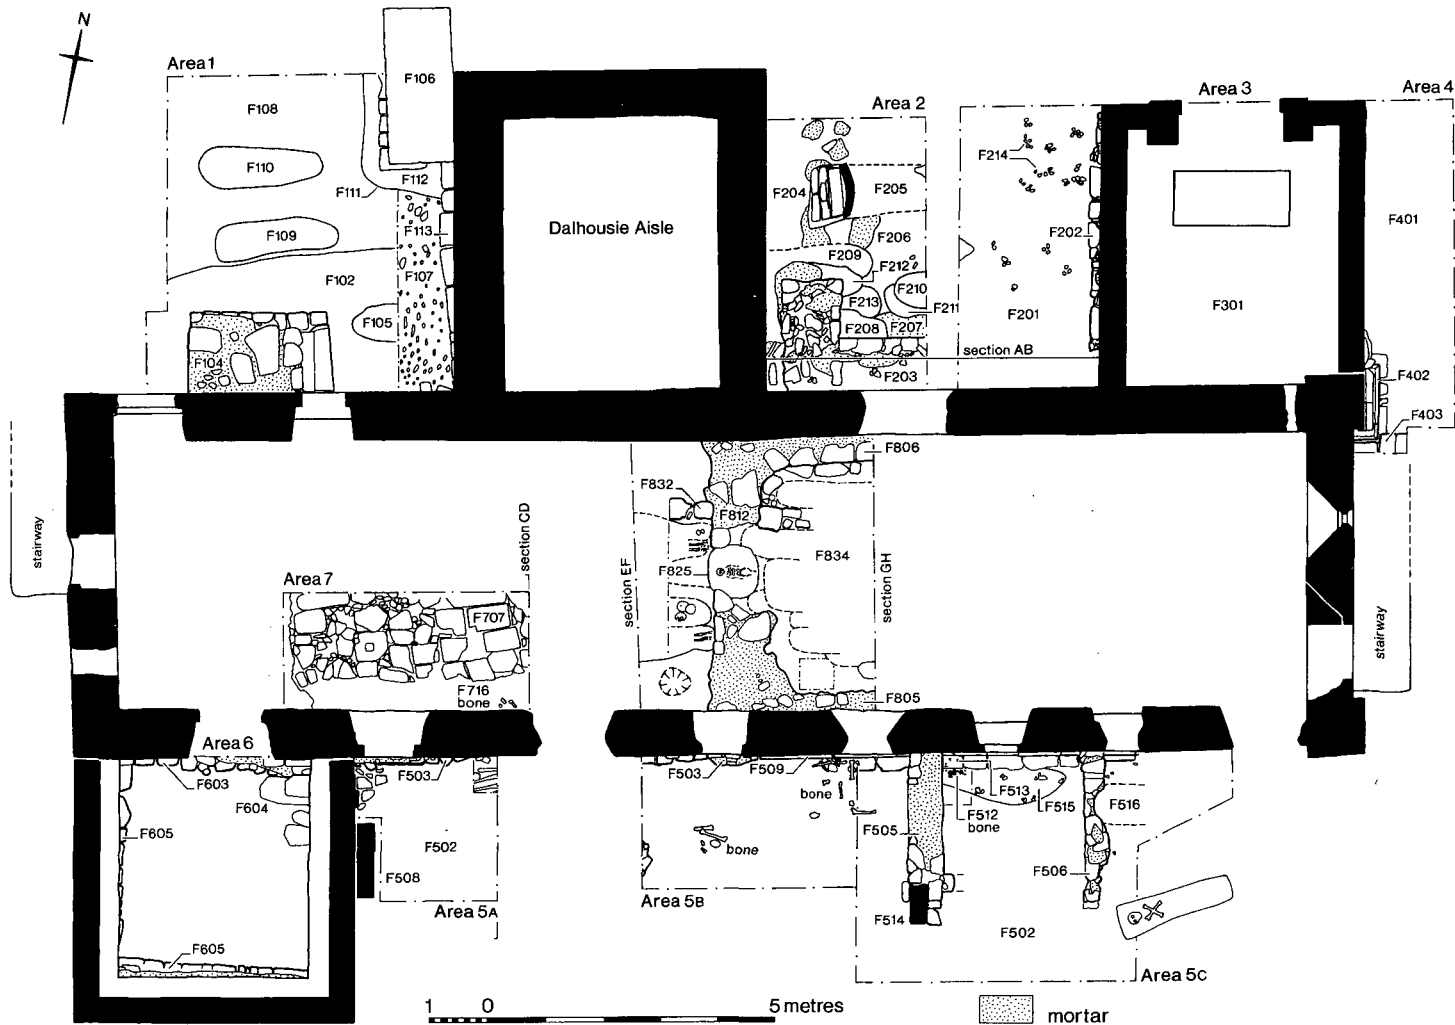 N
Area 1
F106
F108
F110
F111
F112
F109
F113
F107
F102
F105
F104
Dalhousie Aisle
Area 2
F204
F205
F206
F209
F212
F210
F213
F211
F208
F207
F203
section AB
F214
F202
F201
Area 3
F301
Area 4
F401
F402
F403
stairway
section CD
Area 7
F707
F716
bone
section EF
F832
F812
F825
F806
F834
F805
section GH
stairway
Area 6
F603
F604
F605
F605
F503
F502
F508
Area 5A
F503
F509
bone
bone
Area 5B
F505
F513
F515
F512
bone
F516
F506
F514
F502
Area 5C
1 0 5 metres
mortar